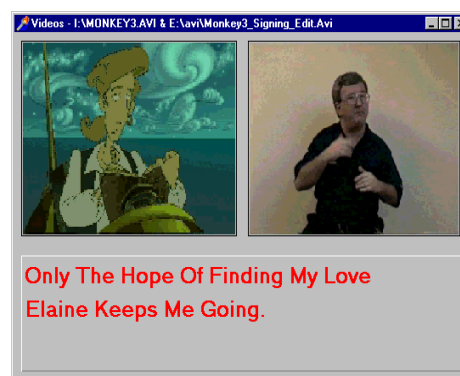 Videos - I:\MONKEY3.AVI & E:\avi\Monkey3_Signing_Edit.Avi
Only The Hope Of Finding My Love
Elaine Keeps Me Going.